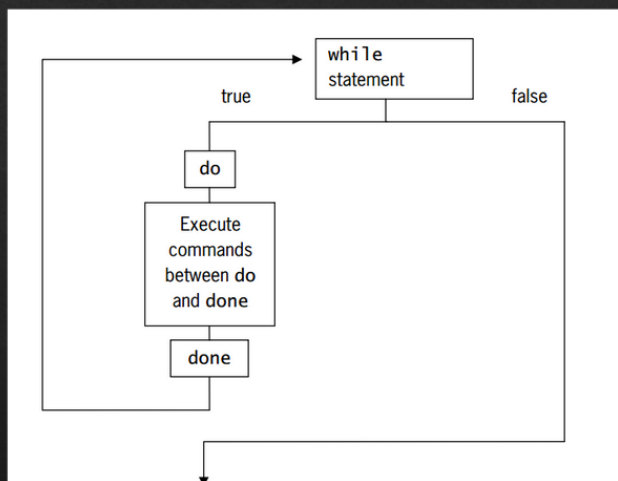 while
statement
true
false
do
Execute
commands
between do
and done
done